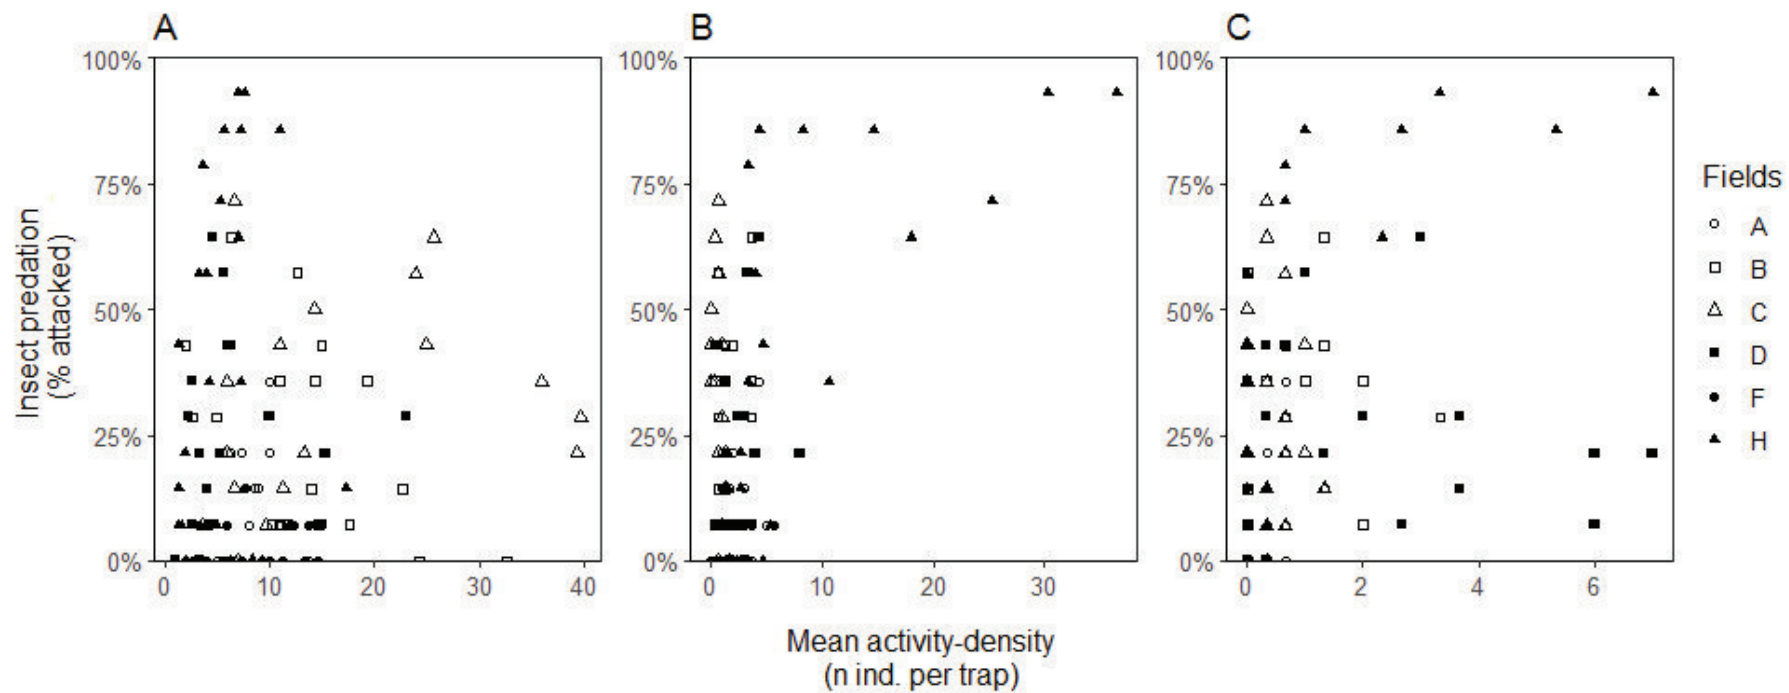 A B C
100% 100% 100%
75% 75% 75%
50% 50% 50%
25% 25% 25%
0% 0% 0%
0 10 20 30 40 0 10 20 30 0 2 4 6
Insect predation
(% attacked)
Mean activity-density
(n ind. per trap)
Fields
A
B
C
D
F
H